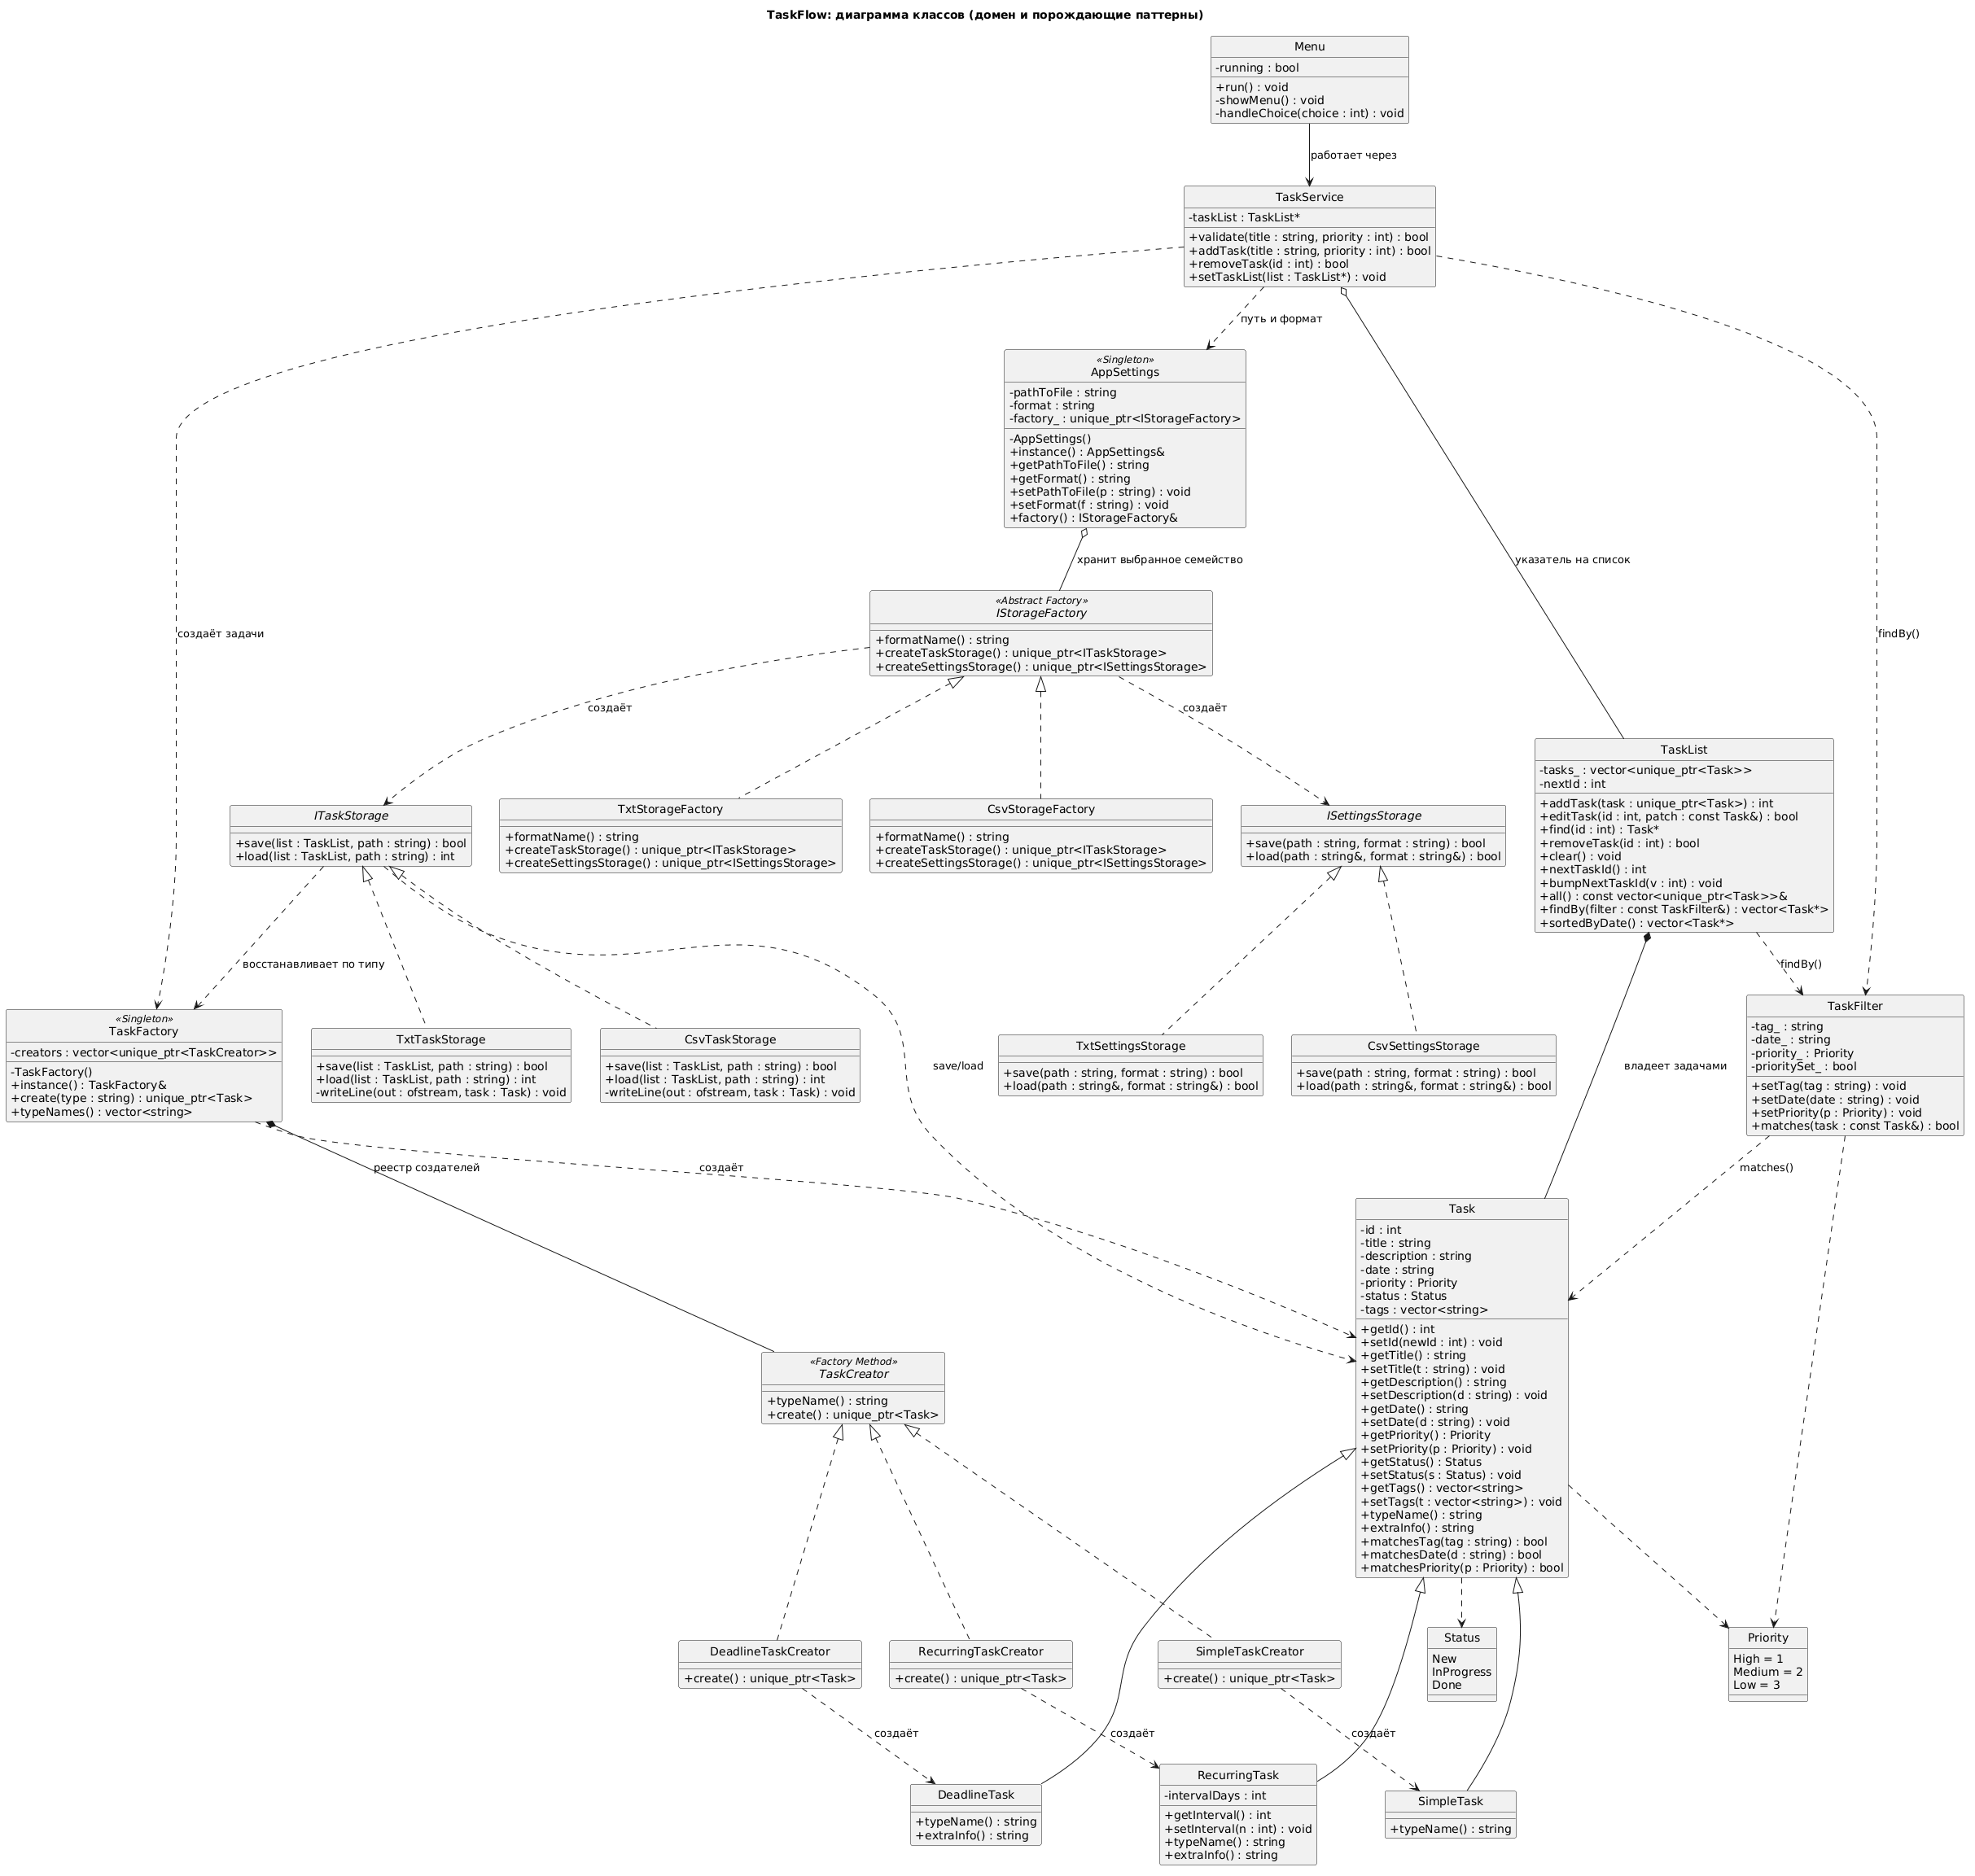 TaskFlow: диаграмма классов (домен и порождающие паттерны)
Menu
-running : bool
+run() : void
-showMenu() : void
-handleChoice(choice : int) : void
работает через
TaskService
-taskList : TaskList*
+validate(title : string, priority : int) : bool
+addTask(title : string, priority : int) : bool
+removeTask(id : int) : bool
+setTaskList(list : TaskList*) : void
путь и формат
«Singleton»
AppSettings
-pathToFile : string
-format : string
-factory_ : unique_ptr<IStorageFactory>
-AppSettings()
+instance() : AppSettings&
+getPathToFile() : string
+getFormat() : string
+setPathToFile(p : string) : void
+setFormat(f : string) : void
+factory() : IStorageFactory&
хранит выбранное семейство
указатель на список
создаёт задачи
findBy()
«Abstract Factory»
IStorageFactory
+formatName() : string
+createTaskStorage() : unique_ptr<ITaskStorage>
+createSettingsStorage() : unique_ptr<ISettingsStorage>
создаёт
создаёт
ITaskStorage
+save(list : TaskList, path : string) : bool
+load(list : TaskList, path : string) : int
TxtStorageFactory
+formatName() : string
+createTaskStorage() : unique_ptr<ITaskStorage>
+createSettingsStorage() : unique_ptr<ISettingsStorage>
CsvStorageFactory
+formatName() : string
+createTaskStorage() : unique_ptr<ITaskStorage>
+createSettingsStorage() : unique_ptr<ISettingsStorage>
ISettingsStorage
+save(path : string, format : string) : bool
+load(path : string&, format : string&) : bool
TaskList
-tasks_ : vector<unique_ptr<Task>>
-nextId : int
+addTask(task : unique_ptr<Task>) : int
+editTask(id : int, patch : const Task&) : bool
+find(id : int) : Task*
+removeTask(id : int) : bool
+clear() : void
+nextTaskId() : int
+bumpNextTaskId(v : int) : void
+all() : const vector<unique_ptr<Task>>&
+findBy(filter : const TaskFilter&) : vector<Task*>
+sortedByDate() : vector<Task*>
восстанавливает по типу
findBy()
«Singleton»
TaskFactory
-creators : vector<unique_ptr<TaskCreator>>
-TaskFactory()
+instance() : TaskFactory&
+create(type : string) : unique_ptr<Task>
+typeNames() : vector<string>
TxtTaskStorage
+save(list : TaskList, path : string) : bool
+load(list : TaskList, path : string) : int
-writeLine(out : ofstream, task : Task) : void
CsvTaskStorage
+save(list : TaskList, path : string) : bool
+load(list : TaskList, path : string) : int
-writeLine(out : ofstream, task : Task) : void
save/load
TxtSettingsStorage
+save(path : string, format : string) : bool
+load(path : string&, format : string&) : bool
CsvSettingsStorage
+save(path : string, format : string) : bool
+load(path : string&, format : string&) : bool
владеет задачами
TaskFilter
-tag_ : string
-date_ : string
-priority_ : Priority
-prioritySet_ : bool
+setTag(tag : string) : void
+setDate(date : string) : void
+setPriority(p : Priority) : void
+matches(task : const Task&) : bool
реестр создателей
создаёт
matches()
Task
-id : int
-title : string
-description : string
-date : string
-priority : Priority
-status : Status
-tags : vector<string>
+getId() : int
+setId(newId : int) : void
+getTitle() : string
+setTitle(t : string) : void
+getDescription() : string
+setDescription(d : string) : void
+getDate() : string
+setDate(d : string) : void
+getPriority() : Priority
+setPriority(p : Priority) : void
+getStatus() : Status
+setStatus(s : Status) : void
+getTags() : vector<string>
+setTags(t : vector<string>) : void
+typeName() : string
+extraInfo() : string
+matchesTag(tag : string) : bool
+matchesDate(d : string) : bool
+matchesPriority(p : Priority) : bool
«Factory Method»
TaskCreator
+typeName() : string
+create() : unique_ptr<Task>
DeadlineTaskCreator
+create() : unique_ptr<Task>
RecurringTaskCreator
+create() : unique_ptr<Task>
SimpleTaskCreator
+create() : unique_ptr<Task>
Status
New
InProgress
Done
Priority
High = 1
Medium = 2
Low = 3
создаёт
создаёт
создаёт
DeadlineTask
+typeName() : string
+extraInfo() : string
RecurringTask
-intervalDays : int
+getInterval() : int
+setInterval(n : int) : void
+typeName() : string
+extraInfo() : string
SimpleTask
+typeName() : string